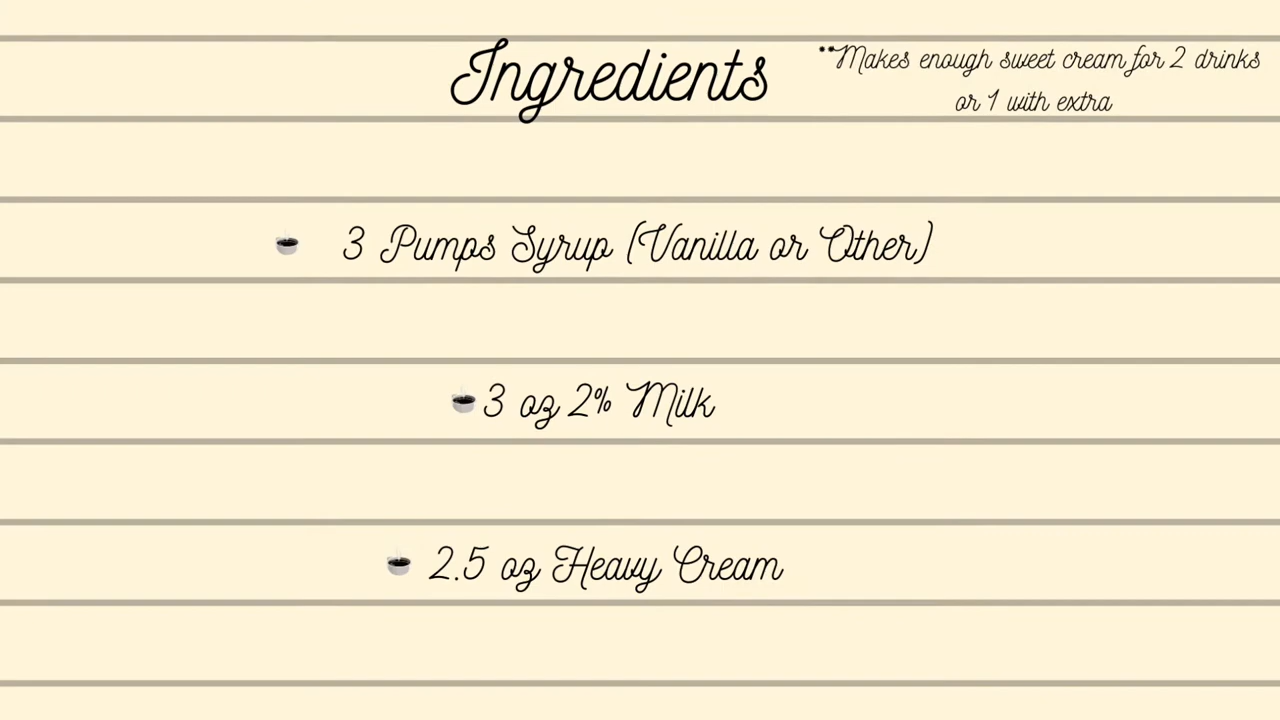 Ingredients
**Makes enough sweet cream for 2 drinks
or 1 with extra
3 Pumps Syrup (Vanilla or Other)
3 oz 2% Milk
2.5 oz Heavy Cream